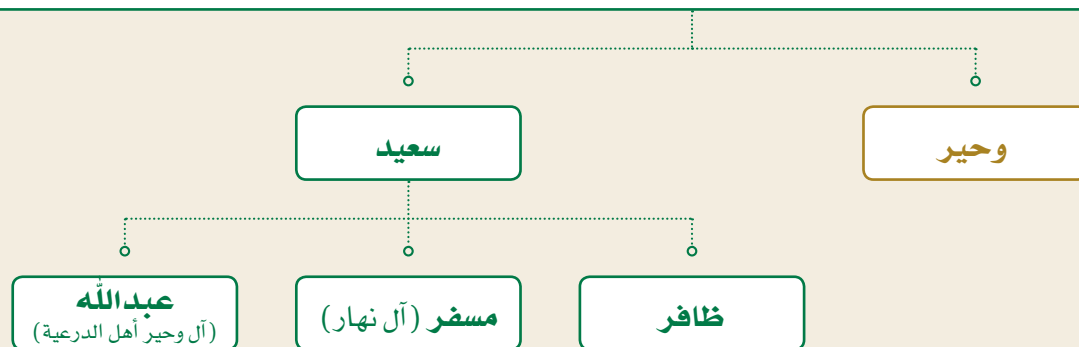 وحير
سعيد
ظافر
مسفر (آل نهار)
عبدالله
(آل وحير أهل الدرعية)